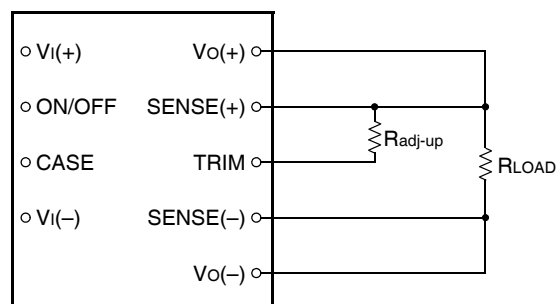 VI(+) VO(+)
ON/OFF SENSE(+)
Radj-up
CASE TRIM
RLOAD
VI(–) SENSE(–)
VO(–)